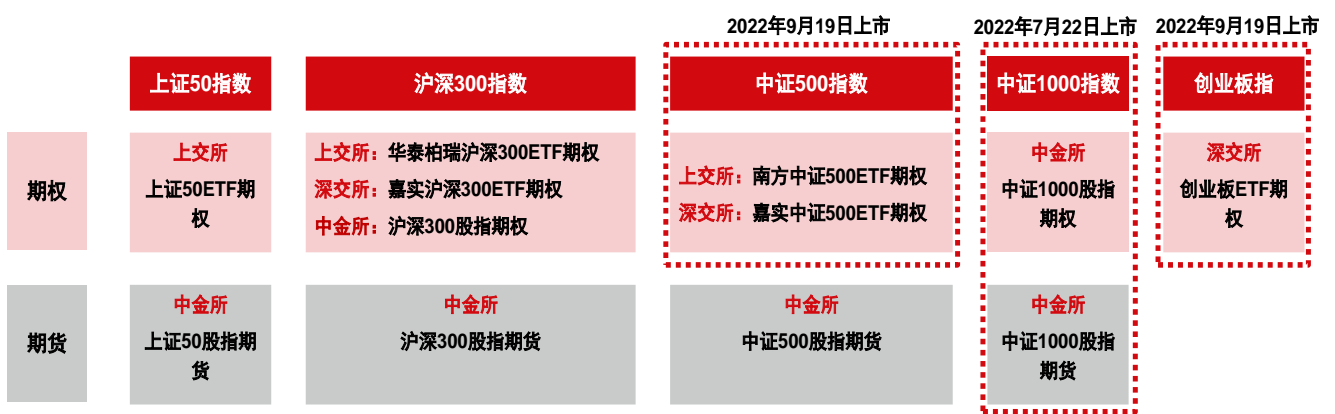 2022年9月19日上市
2022年7月22日上市
2022年9月19日上市
上证50指数
沪深300指数
中证500指数
中证1000指数
创业板指
期权
上交所
上证50ETF期
权
上交所：华泰柏瑞沪深300ETF期权
深交所：嘉实沪深300ETF期权
中金所：沪深300股指期权
上交所：南方中证500ETF期权
深交所：嘉实中证500ETF期权
中金所
中证1000股指
期权
深交所
创业板ETF期
权
期货
中金所
上证50股指期
货
中金所
沪深300股指期货
中金所
中证500股指期货
中金所
中证1000股指
期货